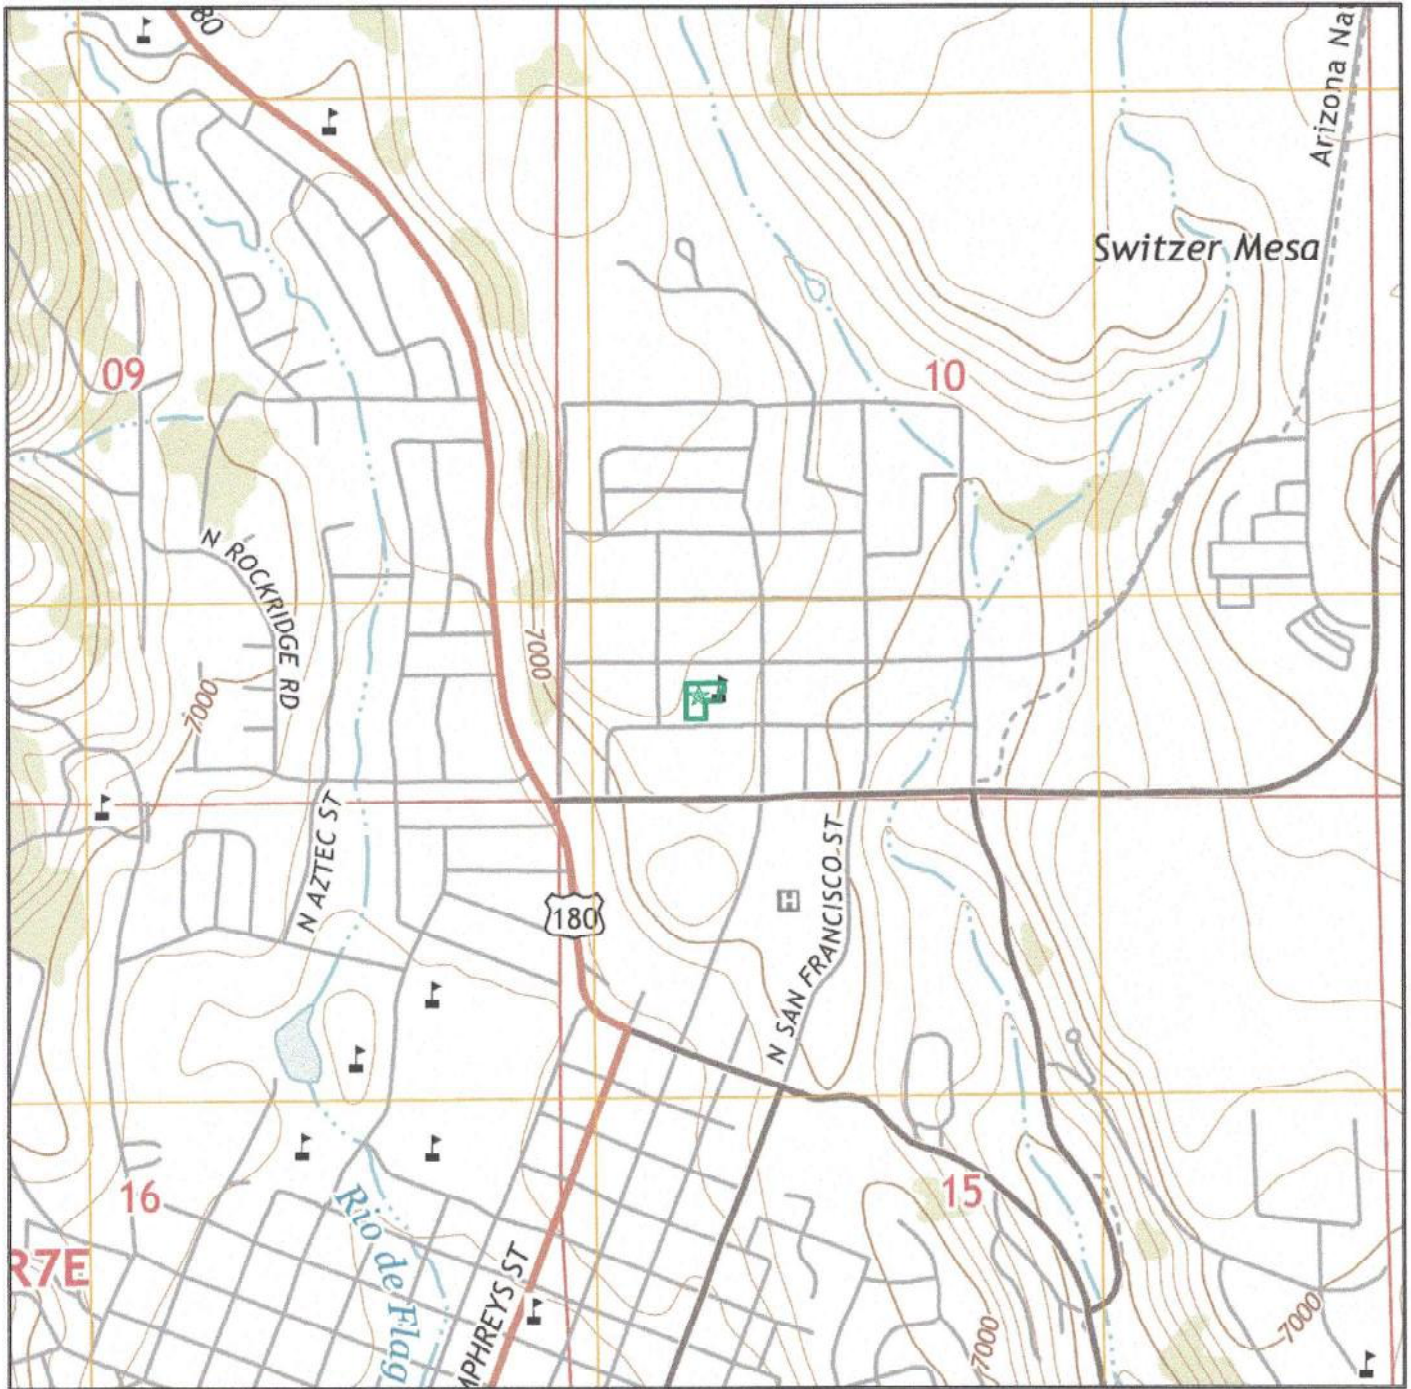 80
Arizona Na
Switzer Mesa
09
10
N ROCKRIDGE RD
7000
7000
N AZTEC ST
180
H
N SAN FRANCISCO ST
16
15
Rio de Flag
R7E
MPHREYS ST
7000
7000